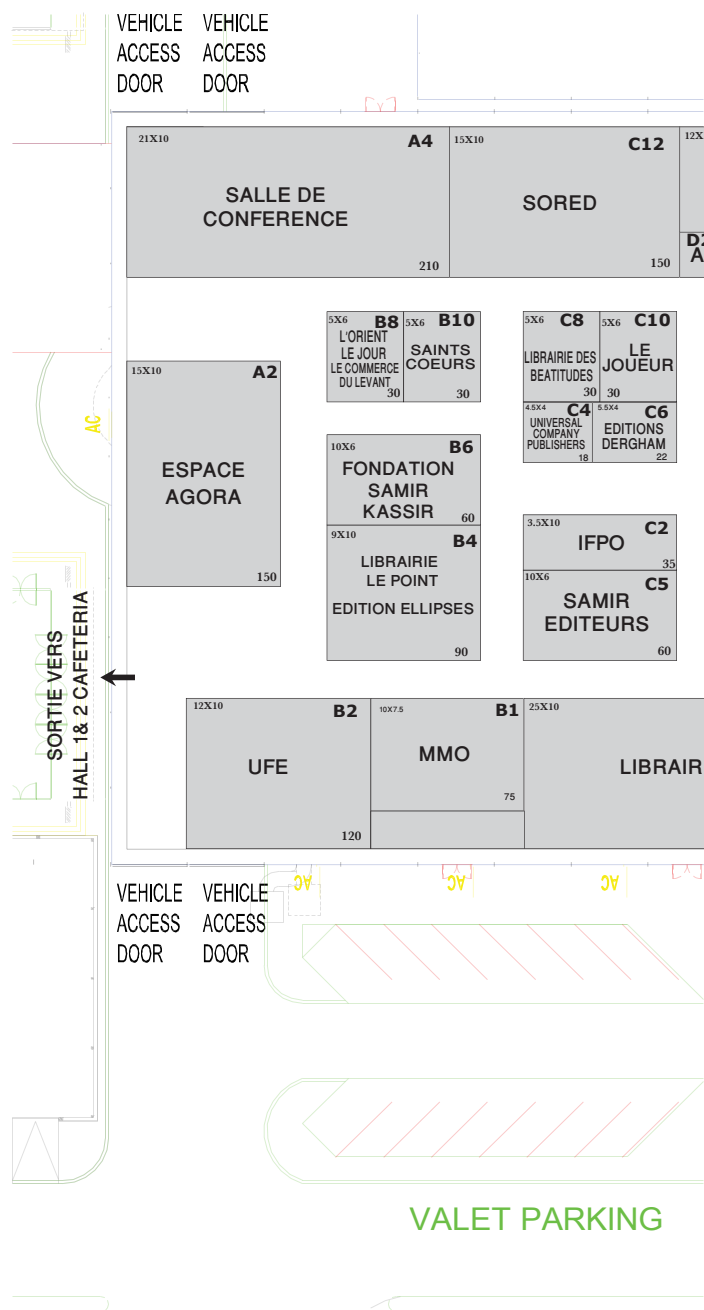 VEHICLE
ACCESS
DOOR
VEHICLE
ACCESS
DOOR
21X10
A4
SALLE DE
CONFERENCE
210
15X10
C12
SORED
150
5X6
B8
L'ORIENT
LE JOUR
LE COMMERCE
DU LEVANT
30
5X6
B10
SAINTS
COEURS
30
5X6
C8
LIBRAIRIE DES
BEATITUDES
30
5X6
C10
LE
JOUEUR
30
4.5X4
C4
UNIVERSAL
COMPANY
PUBLISHERS
18
5.5X4
C6
EDITIONS
DERGHAM
22
15X10
A2
ESPACE
AGORA
150
AC
10X6
B6
FONDATION
SAMIR
KASSIR
60
9X10
B4
LIBRAIRIE
LE POINT
EDITION ELLIPSES
90
3.5X10
C2
IFPO
35
10X6
C5
SAMIR
EDITEURS
60
SORTIE VERS
HALL 1& 2 CAFETERIA
12X10
B2
UFE
120
10X7.5
B1
MMO
75
25X10
LIBRAIR
AC
AC
AC
VEHICLE
ACCESS
DOOR
VEHICLE
ACCESS
DOOR
VALET PARKING